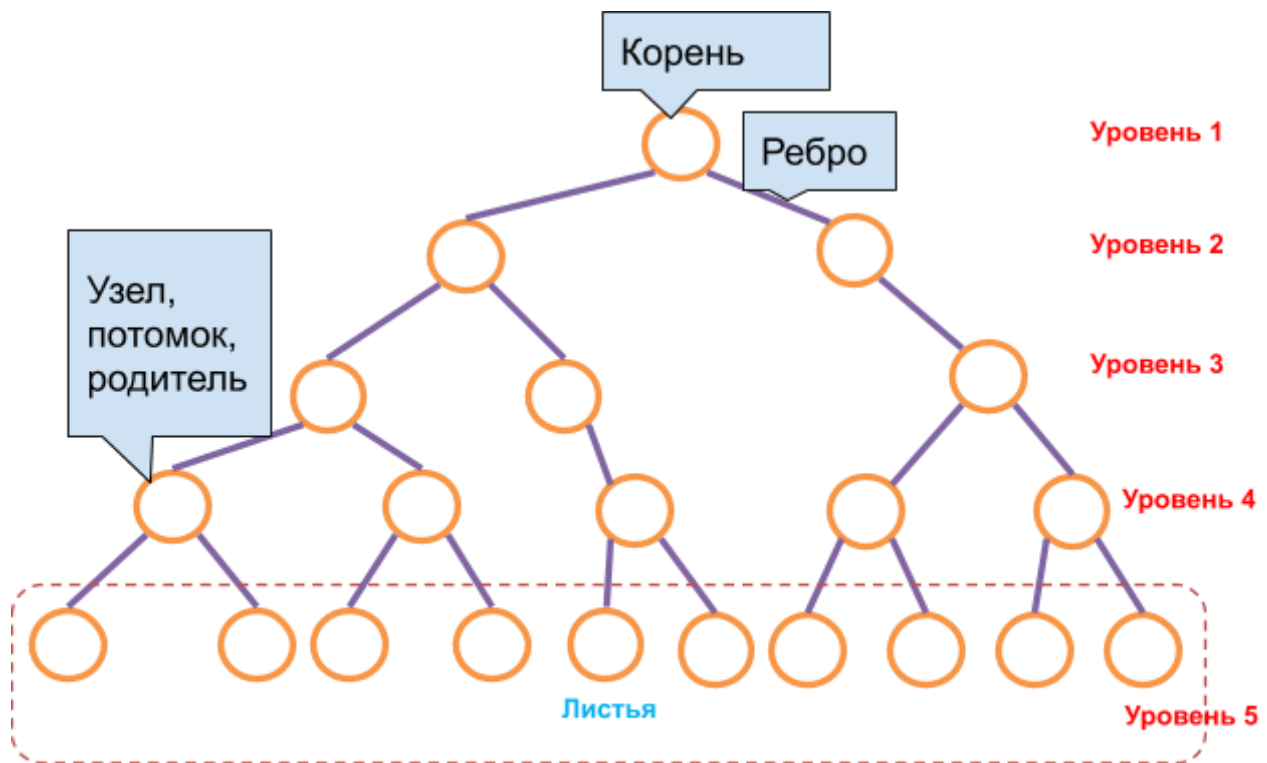 Корень
Уровень 1
Ребро
Уровень 2
Узел,
потомок,
родитель
Уровень 3
Уровень 4
Листья
Уровень 5